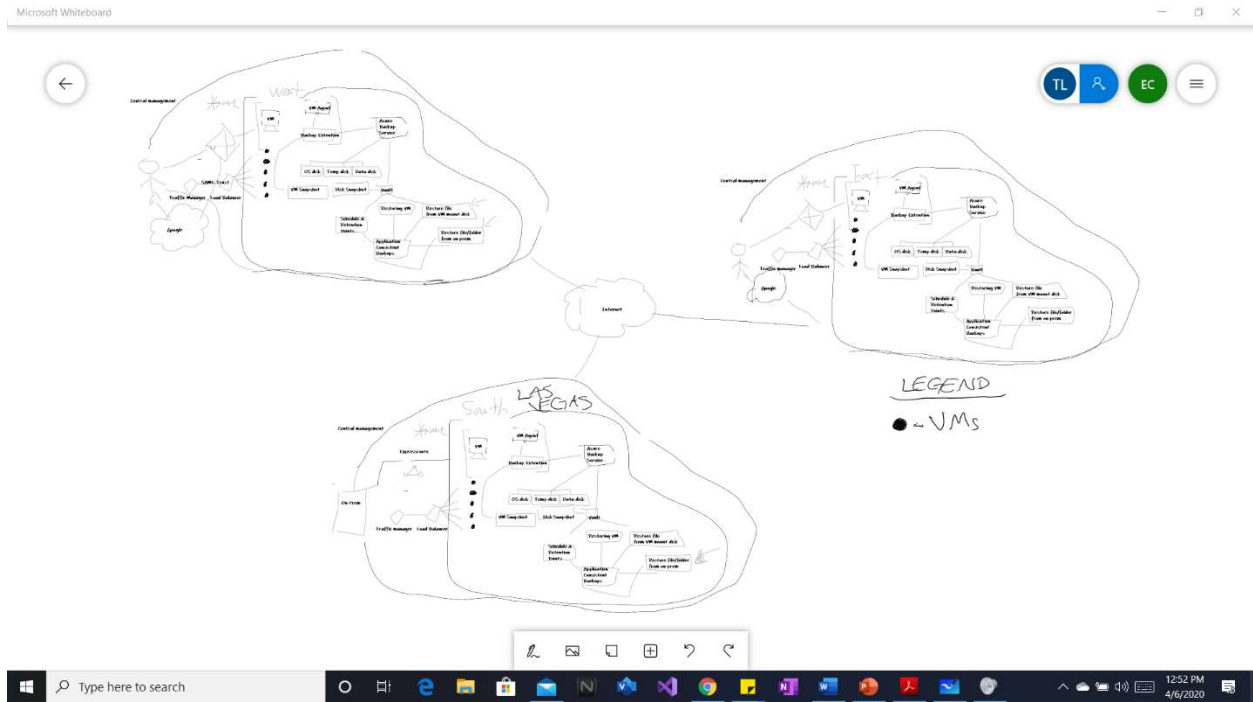 Microsoft Whiteboard
TL
EC
Central management
Azure
West
VM
VM Agent
Backup Extention
Azure
Backup
Service
OS disk
Temp disk
Data disk
VM Snapshot
Disk Snapshot
Vault
Traffic Manager
Load Balancer
Google
Restoring VM
Restore file
from VM mount disk
Schedule &
Retention
Points
Restore file/folder
from on-prem
Application
Consistent
Backups
Central management
Azure
East
VM
VM Agent
Backup Extention
Azure
Backup
Service
OS disk
Temp disk
Data disk
VM Snapshot
Disk Snapshot
Vault
Traffic manager
Load Balancer
Google
Restoring VM
Restore file
from VM mount disk
Schedule &
Retention
Points
Restore file/folder
from on-prem
Application
Consistent
Backups
Internet
LEGEND
- VMs
Central management
Azure
South
LAS
VEGAS
Expressroute
VM
VM Agent
Backup Extention
Azure
Backup
Service
On-Prem
OS disk
Temp disk
Data disk
VM Snapshot
Disk Snapshot
Vault
Traffic manager
Load Balancer
Restoring VM
Restore file
from VM mount disk
Schedule &
Retention
Points
Restore file/folder
from on-prem
Application
Consistent
Backups
Type here to search
12:52 PM
4/6/2020